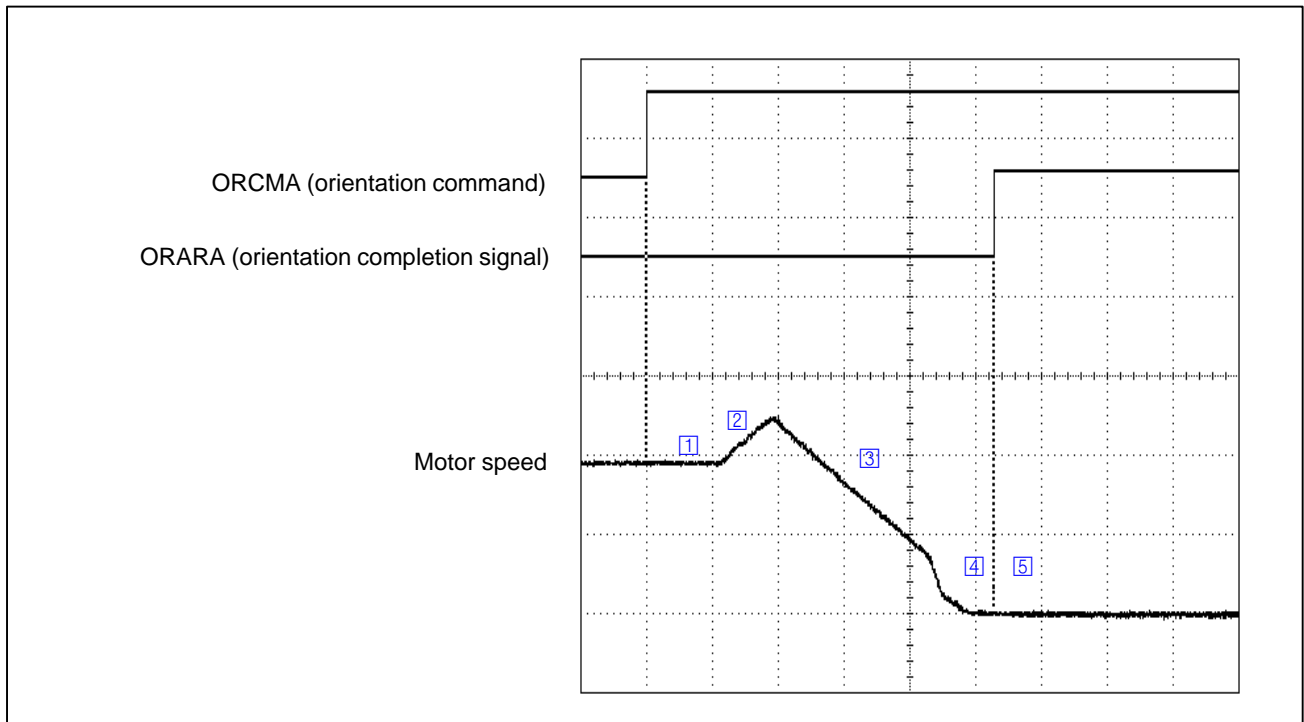 ORCMA (orientation command)
ORARA (orientation completion signal)
Motor speed
1
2
3
4
5